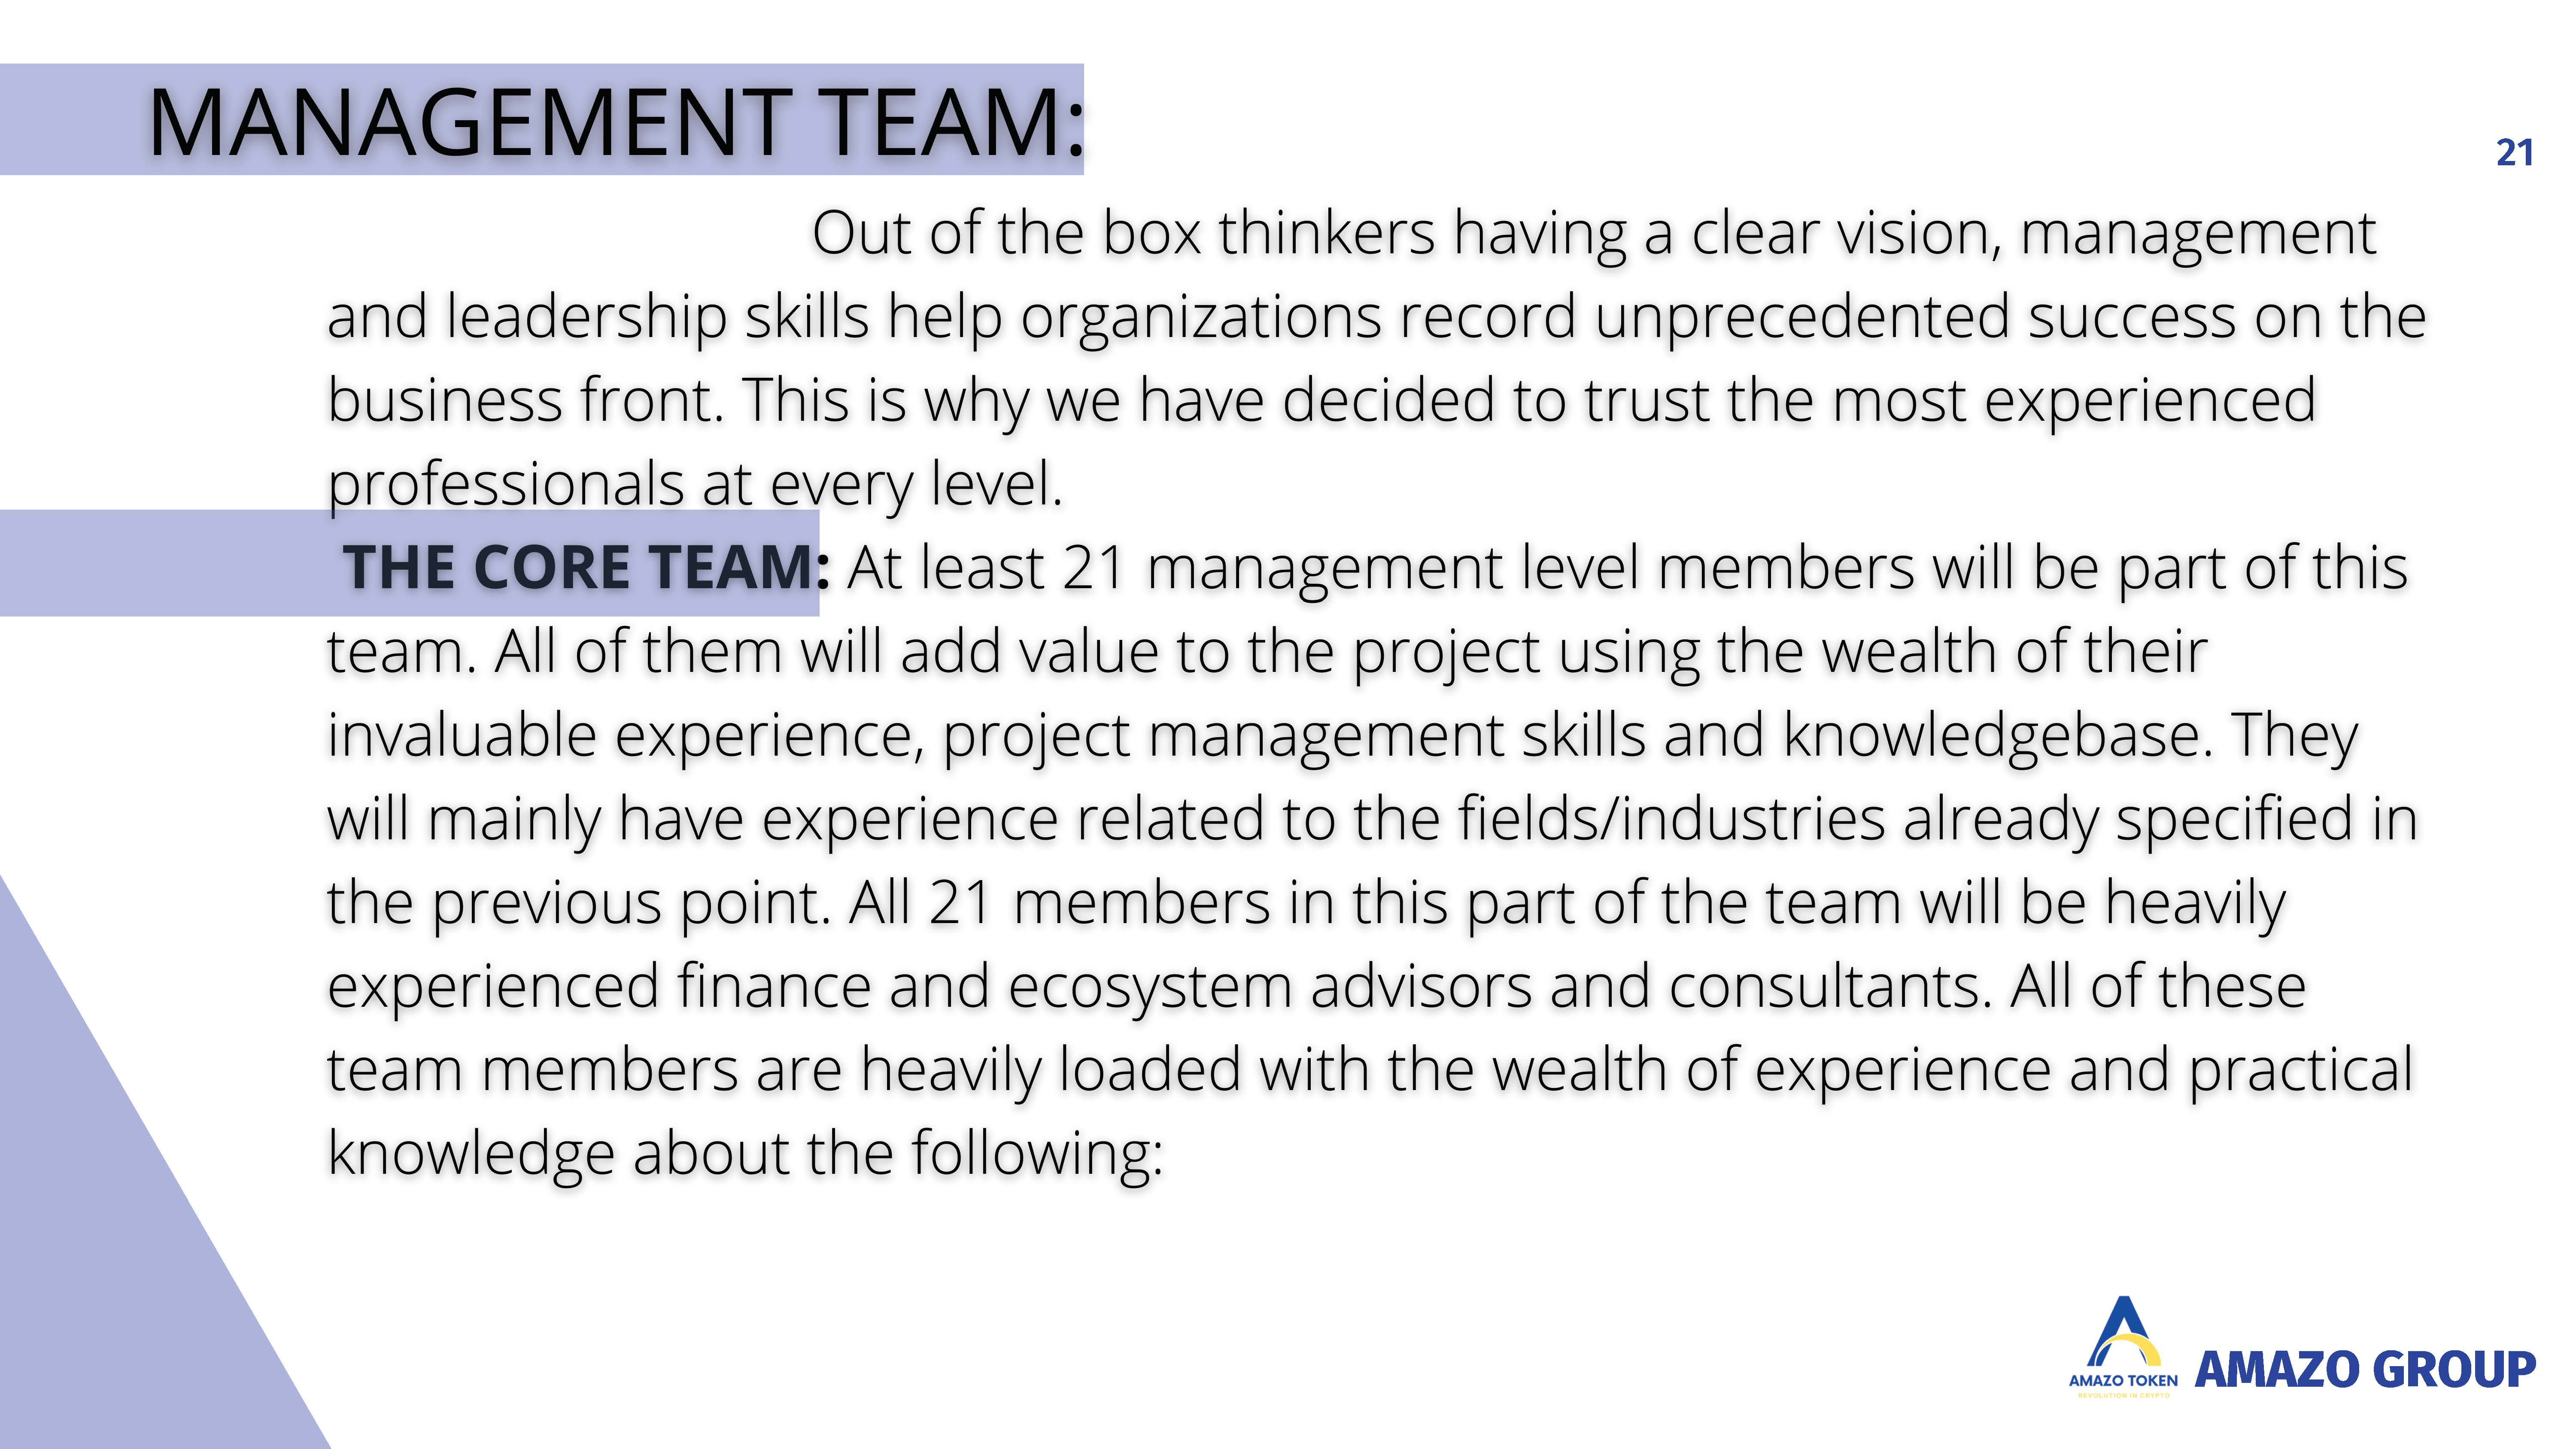 MANAGEMENT TEAM:
21
Out of the box thinkers having a clear vision, management
and leadership skills help organizations record unprecedented success on the
business front. This is why we have decided to trust the most experienced
professionals at every level.
THE CORE TEAM: At least 21 management level members will be part of this
team. All of them will add value to the project using the wealth of their
invaluable experience, project management skills and knowledgebase. They
will mainly have experience related to the fields/industries already specified in
the previous point. All 21 members in this part of the team will be heavily
experienced finance and ecosystem advisors and consultants. All of these
team members are heavily loaded with the wealth of experience and practical
knowledge about the following:
AMAZO TOKEN
REVOLUTION IN CRYPTO
AMAZO GROUP